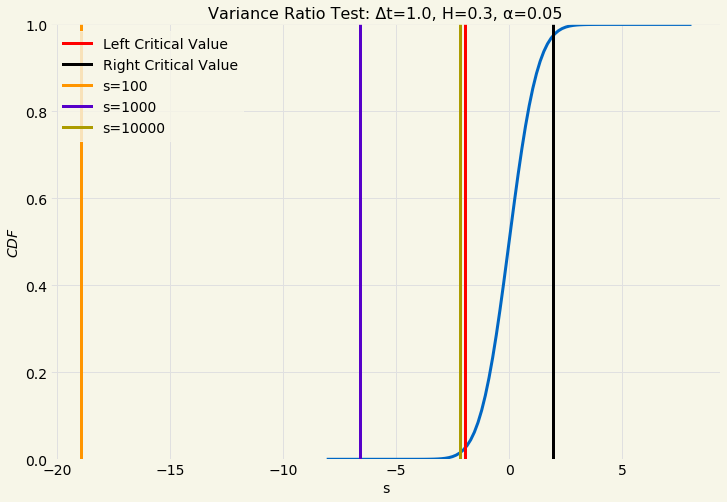 Variance Ratio Test: Δt=1.0, H=0.3, α=0.05
Left Critical Value
Right Critical Value
s=100
s=1000
s=10000
CDF
1.0
0.8
0.6
0.4
0.2
0.0
−20
−15
−10
−5
0
5
s